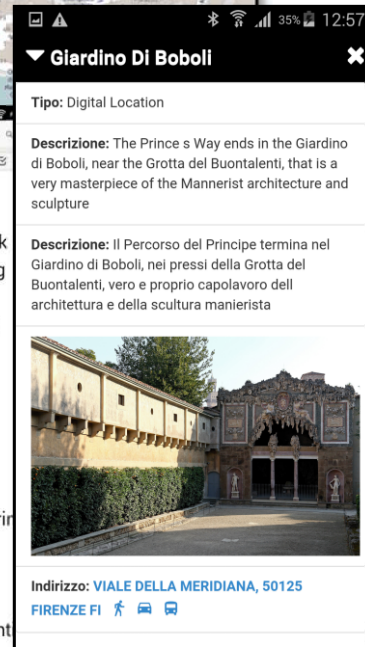 35% 12:57
Giardino Di Boboli
Tipo: Digital Location
Descrizione: The Prince s Way ends in the Giardino
di Boboli, near the Grotta del Buontalenti, that is a
very masterpiece of the Mannerist architecture and
sculpture
Descrizione: Il Percorso del Principe termina nel
Giardino di Boboli, nei pressi della Grotta del
Buontalenti, vero e proprio capolavoro dell
architettura e della scultura manierista
Indirizzo: VIALE DELLA MERIDIANA, 50125
FIRENZE FI